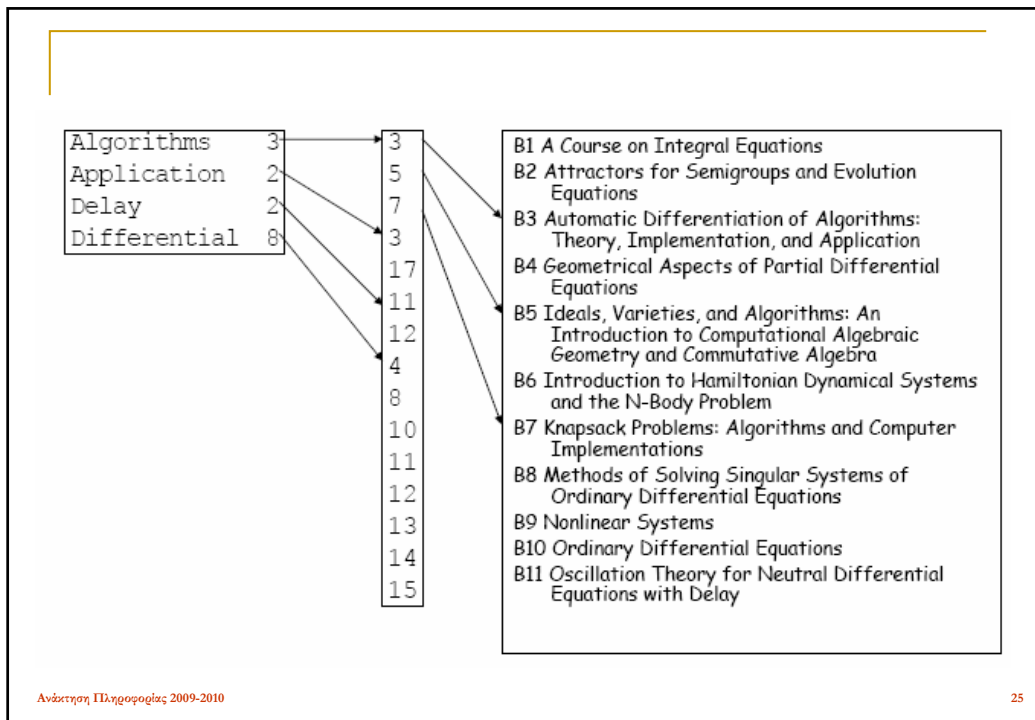 Algorithms 3
Application 2
Delay 2
Differential 8
3
5
7
3
17
11
12
4
8
10
11
12
13
14
15
B1 A Course on Integral Equations
B2 Attractors for Semigroups and Evolution
Equations
B3 Automatic Differentiation of Algorithms:
Theory, Implementation, and Application
B4 Geometrical Aspects of Partial Differential
Equations
B5 Ideals, Varieties, and Algorithms: An
Introduction to Computational Algebraic
Geometry and Commutative Algebra
B6 Introduction to Hamiltonian Dynamical Systems
and the N-Body Problem
B7 Knapsack Problems: Algorithms and Computer
Implementations
B8 Methods of Solving Singular Systems of
Ordinary Differential Equations
B9 Nonlinear Systems
B10 Ordinary Differential Equations
B11 Oscillation Theory for Neutral Differential
Equations with Delay
Ανάκτηση Πληροφορίας 2009-2010
25